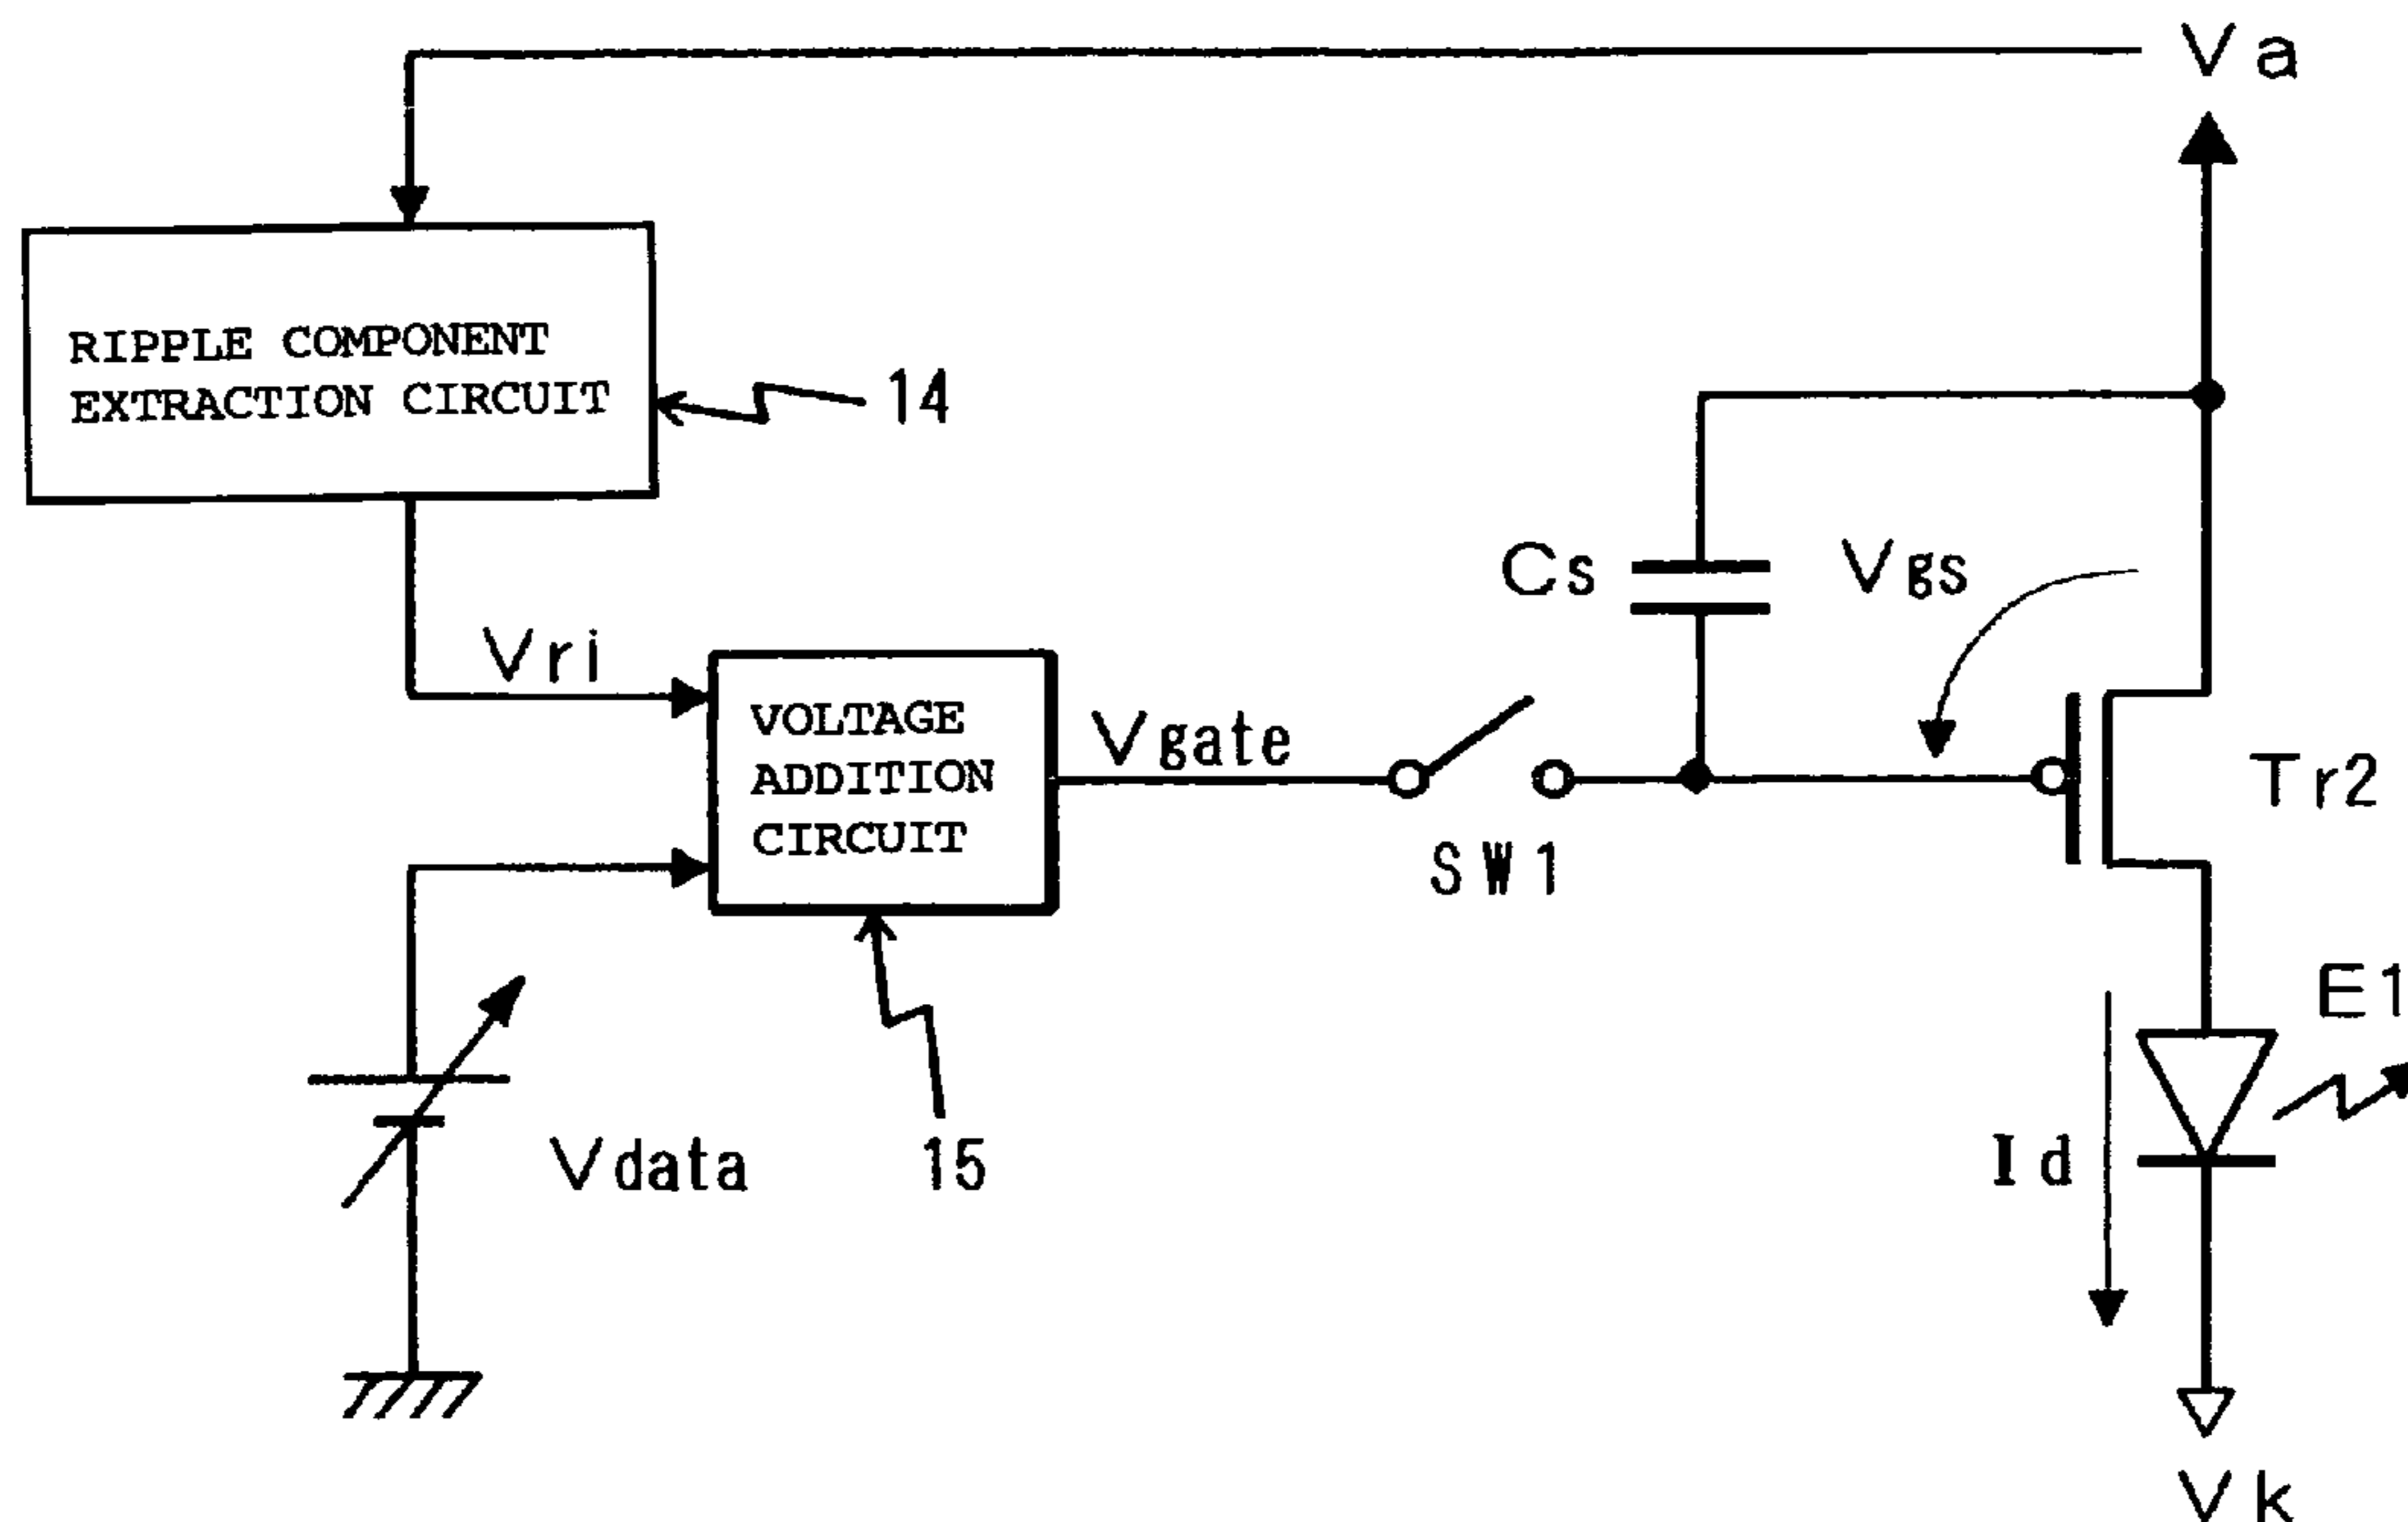 Va
RIPPLE COMPONENT
EXTRACTION CIRCUIT
14
Cs
Vgs
Vri
VOLTAGE
ADDITION
CIRCUIT
Vgate
SW1
Tr2
E1
Vdata
15
Id
Vk